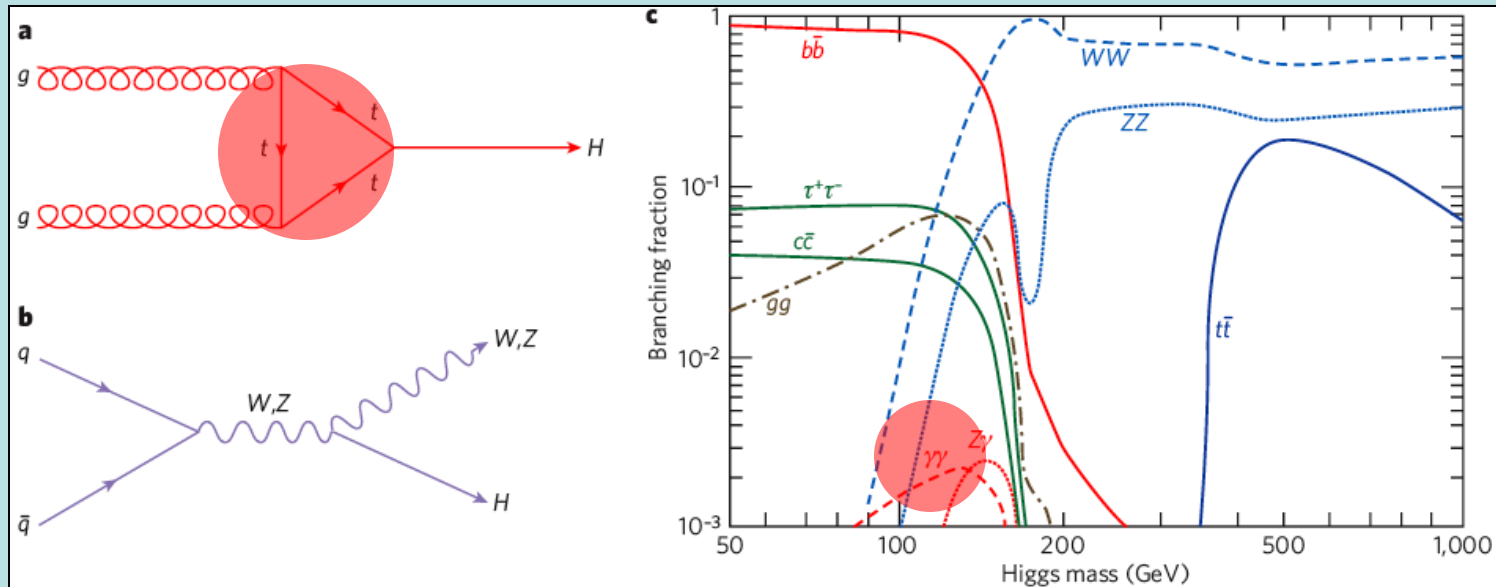 a
g
t
t
t
H
g
b
q
W,Z
W,Z
H
q̄
c
Branching fraction
1
10⁻¹
10⁻²
10⁻³
bb̄
WW
ZZ
τ⁺τ⁻
cc̄
gg
tt̄
Zγ
γγ
50 100 200 500 1,000
Higgs mass (GeV)